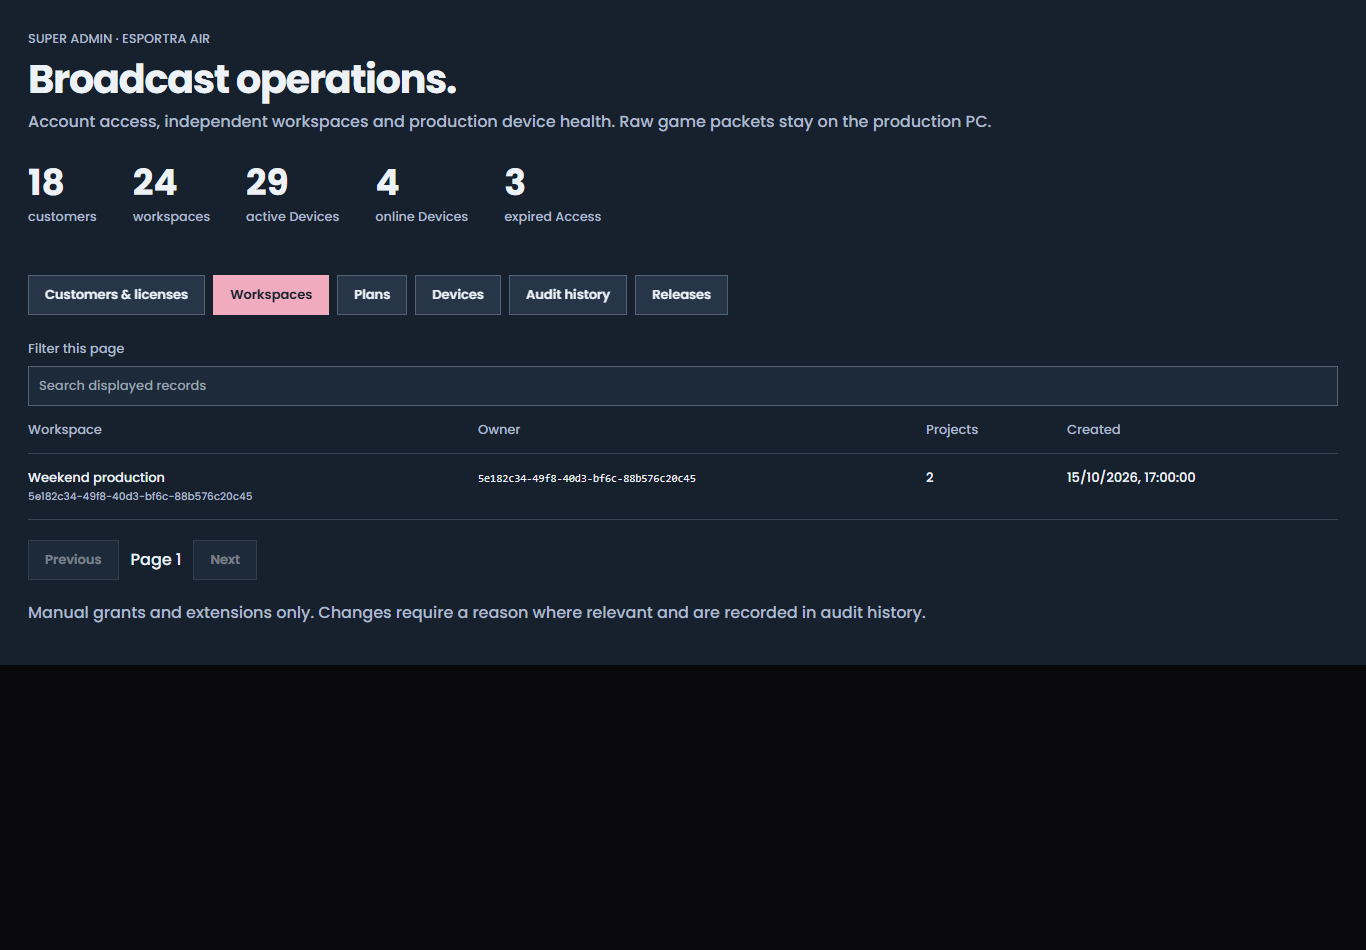 SUPER ADMIN · ESPORTRA AIR
Broadcast operations.
Account access, independent workspaces and production device health. Raw game packets stay on the production PC.
18 24 29 4 3
customers workspaces active Devices online Devices expired Access
Customers & licenses Workspaces Plans Devices Audit history Releases
Filter this page
Search displayed records
Workspace Owner Projects Created
Weekend production 5e182c34-49f8-40d3-bf6c-88b576c20c45 2 15/10/2026, 17:00:00
5e182c34-49f8-40d3-bf6c-88b576c20c45
Previous Page 1 Next
Manual grants and extensions only. Changes require a reason where relevant and are recorded in audit history.